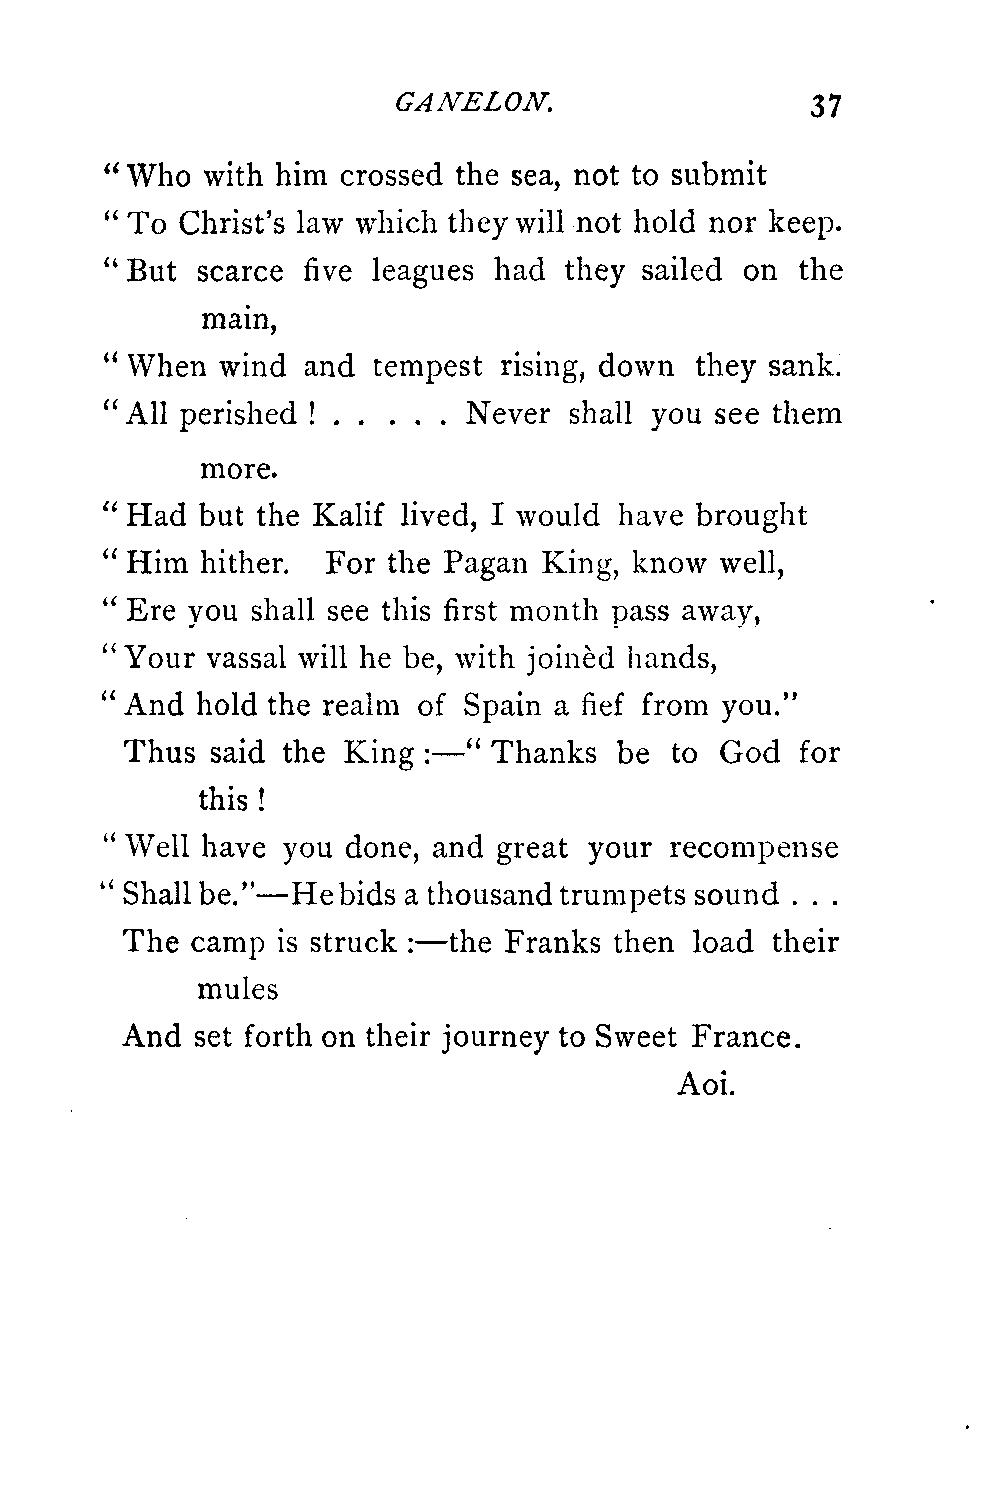 GANELON. 37
“Who with him crossed the sea, not to submit
“To Christ's law which they will not hold nor keep.
“But scarce five leagues had they sailed on the
main,
“When wind and tempest rising, down they sank.
“All perished ! . . . . . Never shall you see them
more.
“Had but the Kalif lived, I would have brought
“Him hither. For the Pagan King, know well,
“Ere you shall see this first month pass away,
“Your vassal will he be, with joinèd hands,
“And hold the realm of Spain a fief from you.”
Thus said the King :—“Thanks be to God for
this !
“Well have you done, and great your recompense
“Shall be.”—He bids a thousand trumpets sound . . .
The camp is struck :—the Franks then load their
mules
And set forth on their journey to Sweet France.
Aoi.